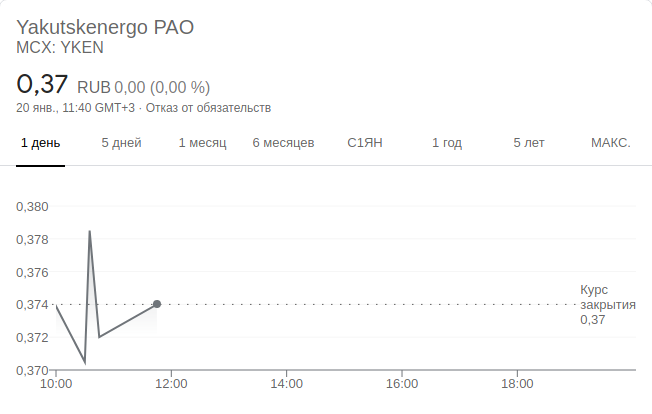 Yakutskenergo PAO
MCX: YKEN
0,37 RUB 0,00 (0,00 %)
20 янв., 11:40 GMT+3 · Отказ от обязательств
1 день 5 дней 1 месяц 6 месяцев С1ЯН 1 год 5 лет МАКС.
0,380
0,378
0,376
0,374
0,372
0,370
Курс
закрытия
0,37
10:00 12:00 14:00 16:00 18:00